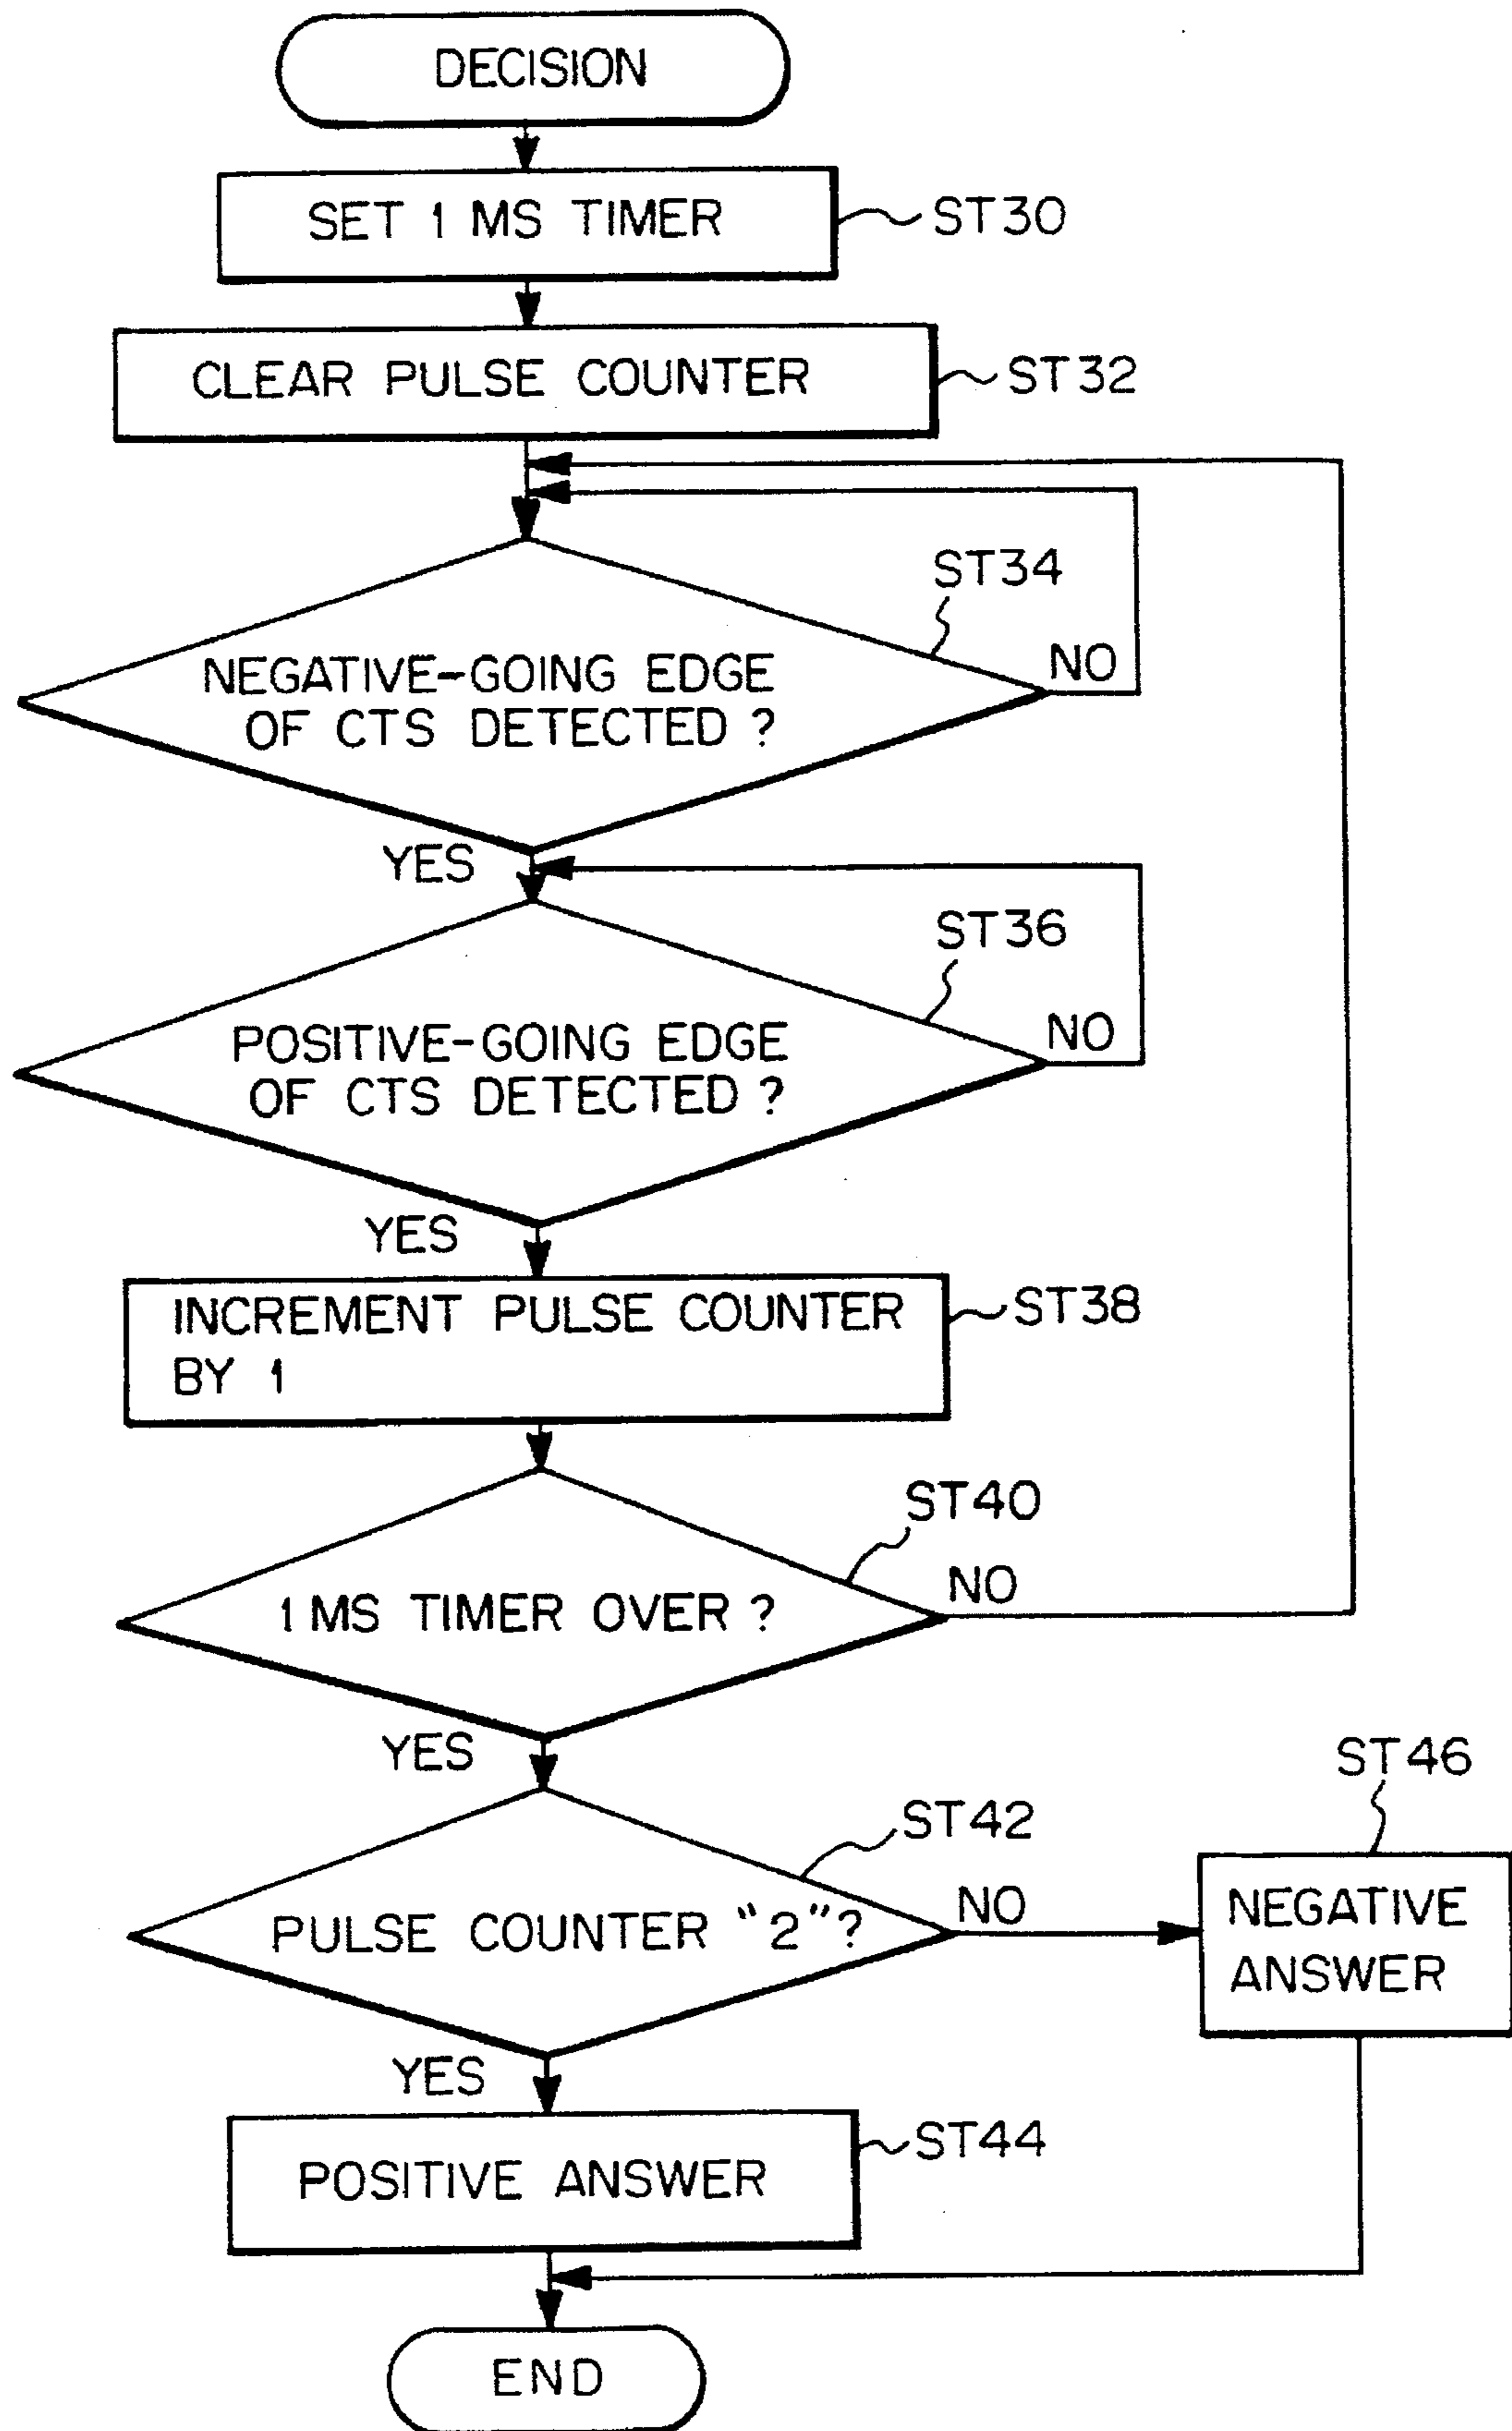 DECISION
SET 1 MS TIMER
ST30
CLEAR PULSE COUNTER
ST32
ST34
NEGATIVE-GOING EDGE
OF CTS DETECTED ?
NO
YES
ST36
POSITIVE-GOING EDGE
OF CTS DETECTED ?
NO
YES
INCREMENT PULSE COUNTER
BY 1
ST38
ST40
1 MS TIMER OVER ?
NO
YES
ST42
PULSE COUNTER "2"?
NO
ST46
NEGATIVE
ANSWER
YES
POSITIVE ANSWER
ST44
END